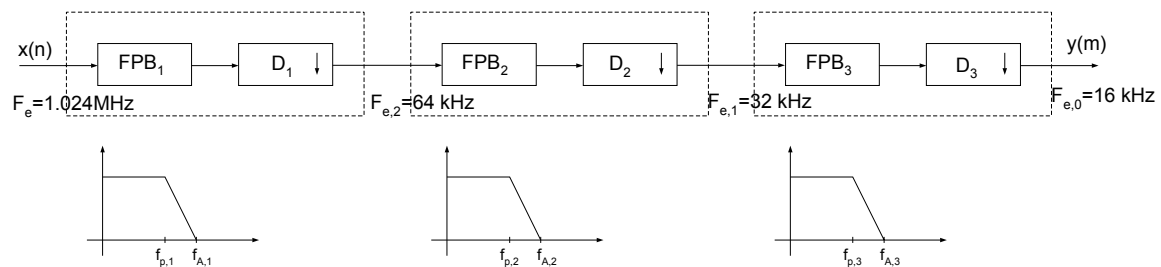 x(n)
FPB1
D1
FPB2
D2
FPB3
D3
y(m)
Fe=1.024MHz
Fe,2=64 kHz
Fe,1=32 kHz
Fe,0=16 kHz
fp,1
fA,1
fp,2
fA,2
fp,3
fA,3